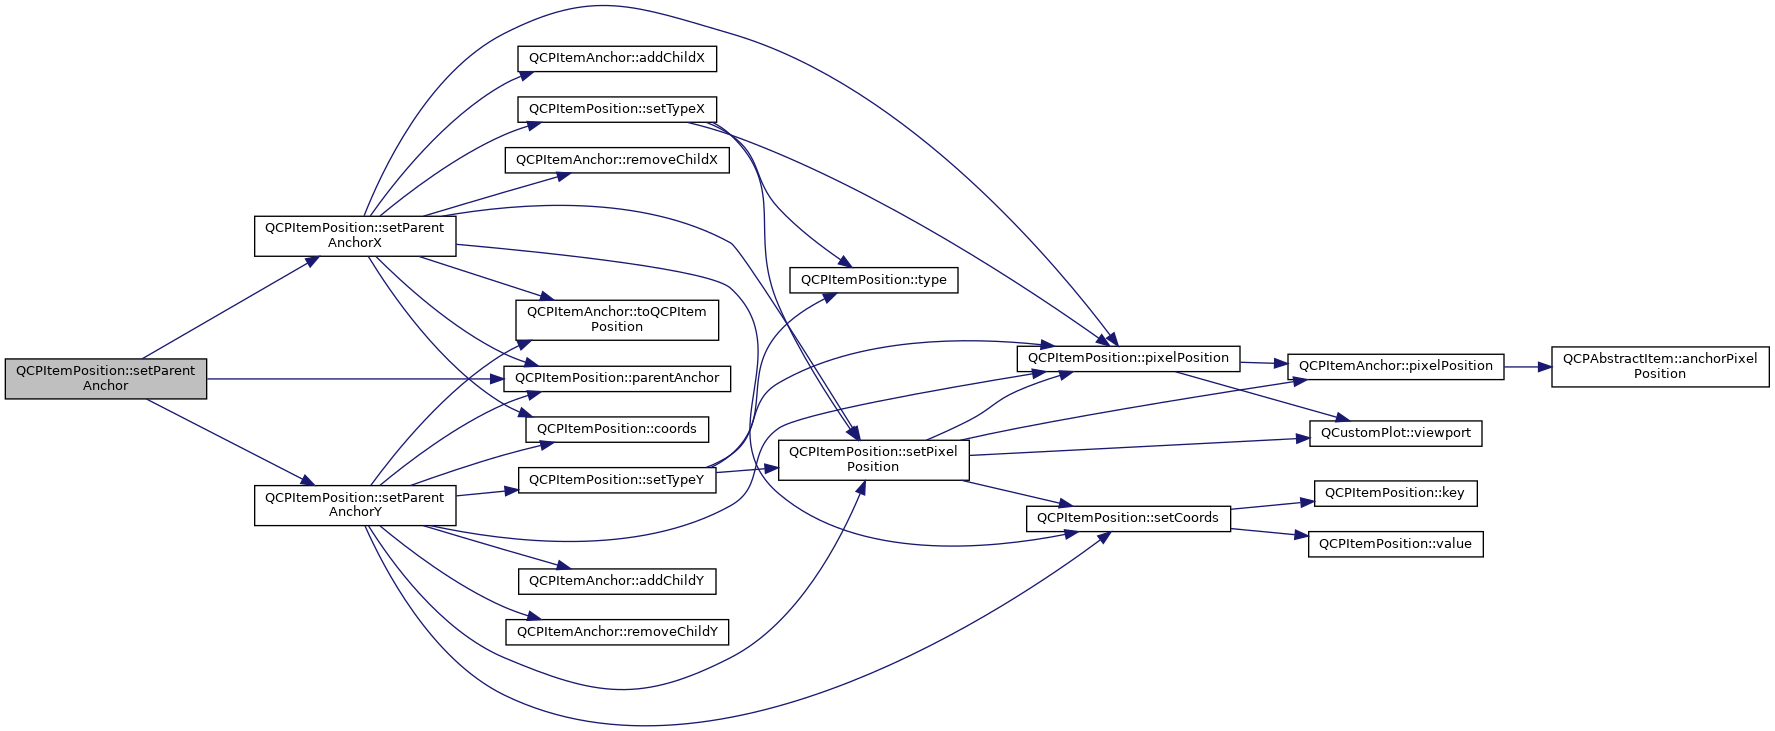 QCPItemPosition::setParent
Anchor
QCPItemPosition::setParent
AnchorX
QCPItemPosition::setParent
AnchorY
QCPItemAnchor::addChildX
QCPItemPosition::setTypeX
QCPItemAnchor::removeChildX
QCPItemAnchor::toQCPItem
Position
QCPItemPosition::parentAnchor
QCPItemPosition::coords
QCPItemPosition::setTypeY
QCPItemAnchor::addChildY
QCPItemAnchor::removeChildY
QCPItemPosition::type
QCPItemPosition::setPixel
Position
QCPItemPosition::pixelPosition
QCPItemPosition::setCoords
QCPItemAnchor::pixelPosition
QCustomPlot::viewport
QCPItemPosition::key
QCPItemPosition::value
QCPAbstractItem::anchorPixel
Position